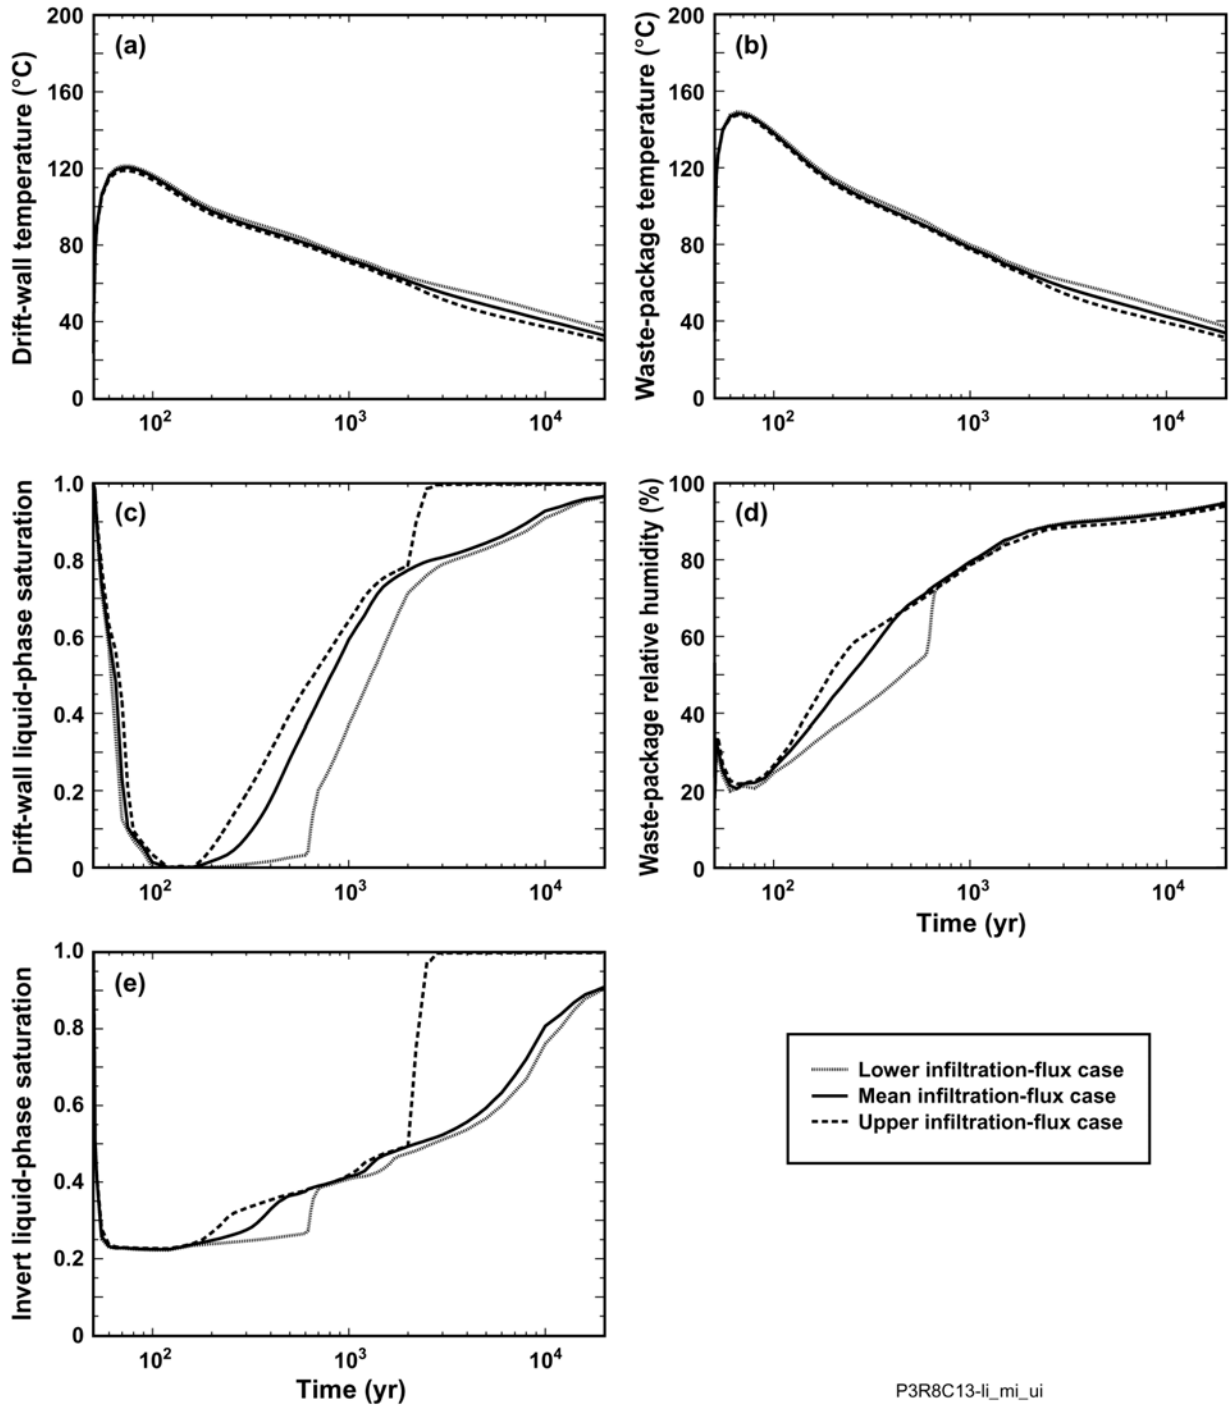 Drift-wall temperature (°C)
(a)
200
160
120
80
40
0
10²
10³
10⁴
Waste-package temperature (°C)
(b)
200
160
120
80
40
0
10²
10³
10⁴
Drift-wall liquid-phase saturation
(c)
1.0
0.8
0.6
0.4
0.2
0
10²
10³
10⁴
Waste-package relative humidity (%)
(d)
100
80
60
40
20
0
10²
10³
10⁴
Time (yr)
Invert liquid-phase saturation
(e)
1.0
0.8
0.6
0.4
0.2
0
10²
10³
10⁴
Time (yr)
Lower infiltration-flux case
Mean infiltration-flux case
Upper infiltration-flux case
P3R8C13-li_mi_ui